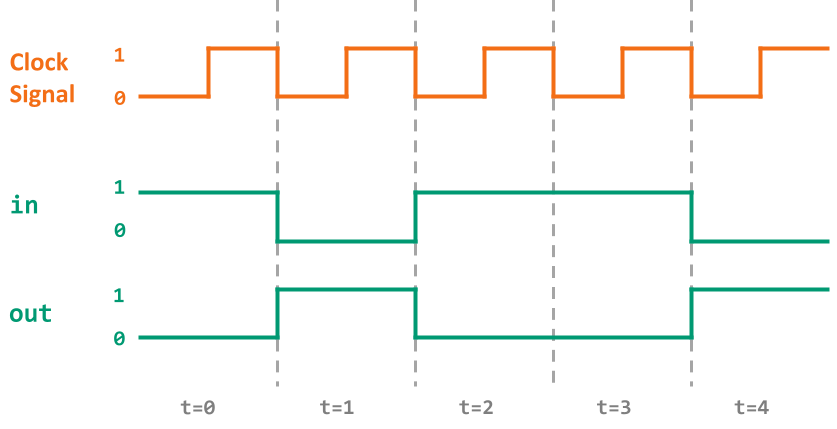 Clock
Signal
1
0
in
1
0
out
1
0
t=0 t=1 t=2 t=3 t=4